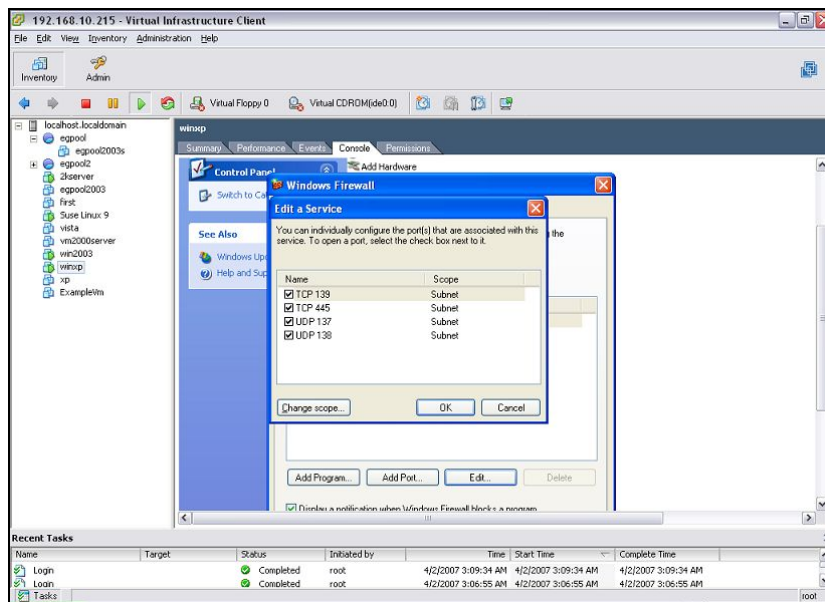 192.168.10.215 - Virtual Infrastructure Client
File Edit View Inventory Administration Help
Inventory Admin
Virtual Floppy 0 Virtual CDROM(ide0:0)
localhost.localdomain
egpool
egpool2003s
egpool2
2kserver
egpool2003
first
Suse Linux 9
vista
vm2000server
win2003
winxp
xp
ExampleVm
winxp
Summary Performance Events Console Permissions
Control Panel
Add Hardware
Switch to Ca
See Also
Windows Upd
Help and Sup
Windows Firewall
the
Edit a Service
You can individually configure the port(s) that are associated with this
service. To open a port, select the check box next to it.
Name Scope
TCP 139 Subnet
TCP 445 Subnet
UDP 137 Subnet
UDP 138 Subnet
Change scope... OK Cancel
Add Program... Add Port... Edit... Delete
Display a notification when Windows Firewall blocks a program
Recent Tasks
Name Target Status Initiated by Time Start Time Complete Time
Login Completed root 4/2/2007 3:09:34 AM 4/2/2007 3:09:34 AM 4/2/2007 3:09:34 AM
Login Completed root 4/2/2007 3:06:55 AM 4/2/2007 3:06:55 AM 4/2/2007 3:06:55 AM
Tasks root